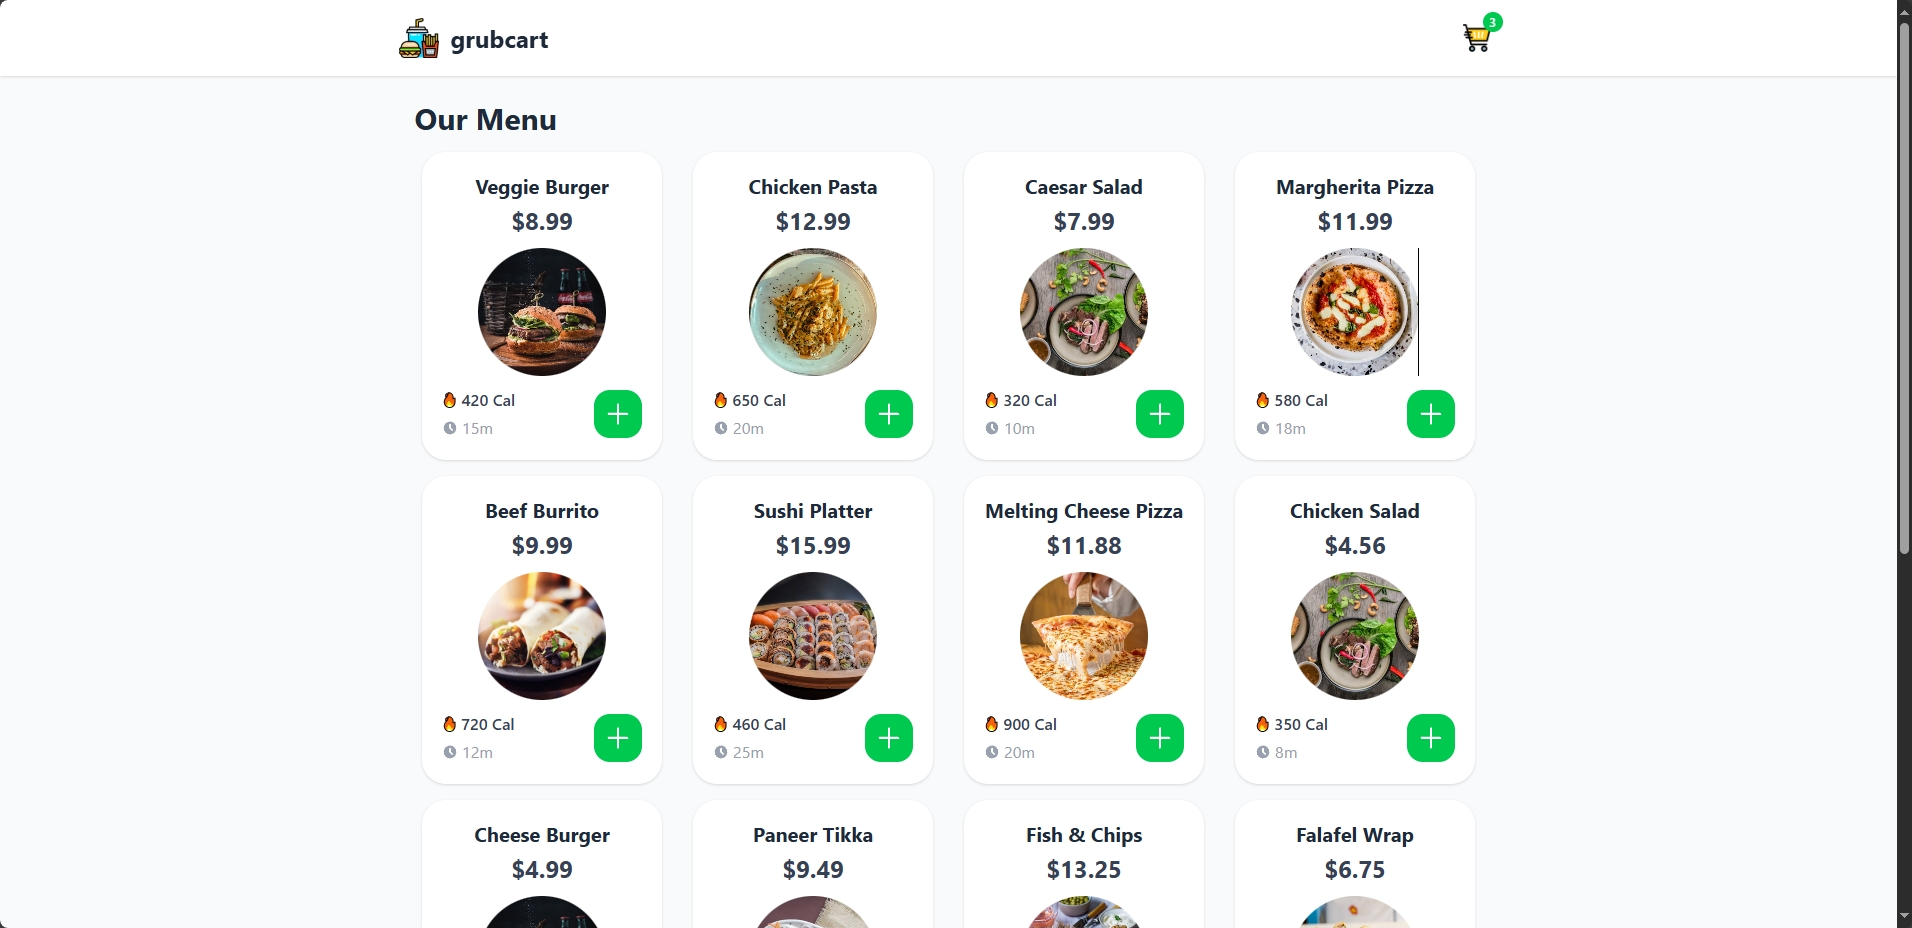 grubcart
3
Our Menu
Veggie Burger
$8.99
420 Cal
15m
Chicken Pasta
$12.99
650 Cal
20m
Caesar Salad
$7.99
320 Cal
10m
Margherita Pizza
$11.99
580 Cal
18m
Beef Burrito
$9.99
720 Cal
12m
Sushi Platter
$15.99
460 Cal
25m
Melting Cheese Pizza
$11.88
900 Cal
20m
Chicken Salad
$4.56
350 Cal
8m
Cheese Burger
$4.99
Paneer Tikka
$9.49
Fish & Chips
$13.25
Falafel Wrap
$6.75